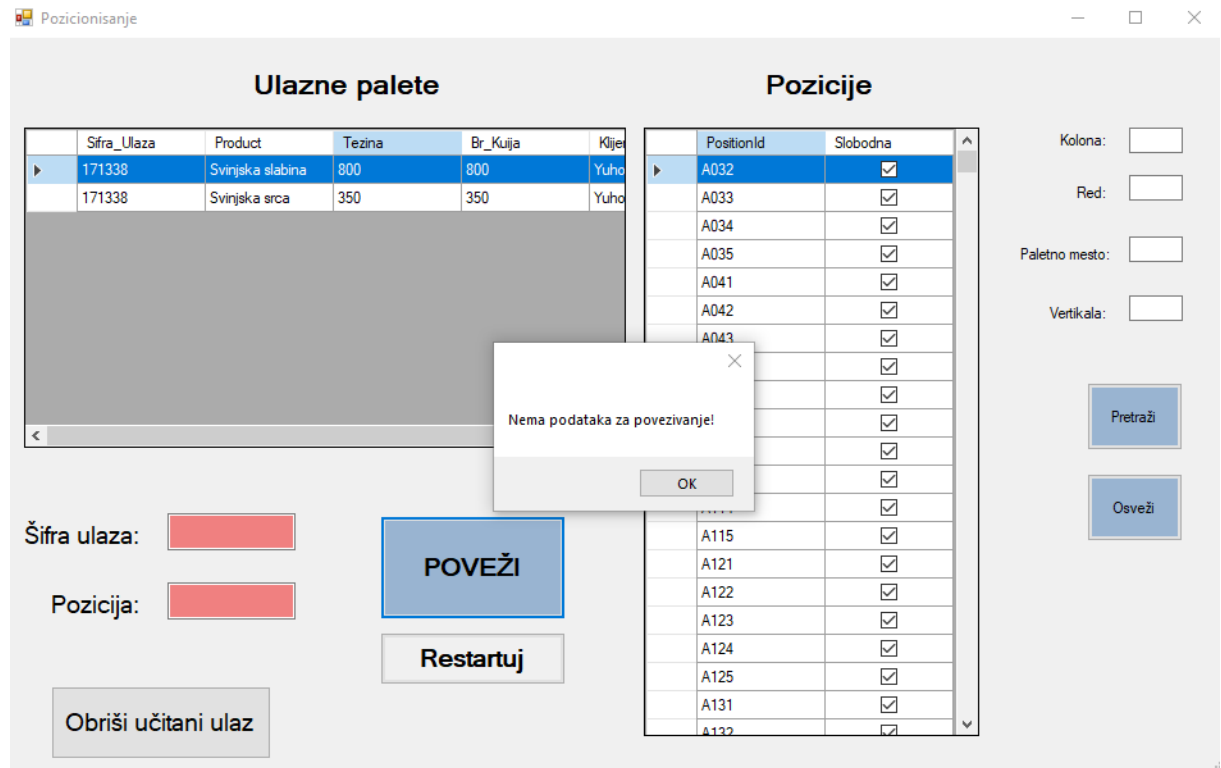 Pozicionisanje
Ulazne palete
Pozicije
Sifra_Ulaza Product Tezina Br_Kuija Klijer
171338 Svinjska slabina 800 800 Yuho
171338 Svinjska srca 350 350 Yuho
PositionId Slobodna
A032
A033
A034
A035
A041
A042
A043
A115
A121
A122
A123
A124
A125
A131
A132
Kolona:
Red:
Paletno mesto:
Vertikala:
Pretraži
Osveži
Nema podataka za povezivanje!
OK
Šifra ulaza:
Pozicija:
POVEŽI
Restartuj
Obriši učitani ulaz